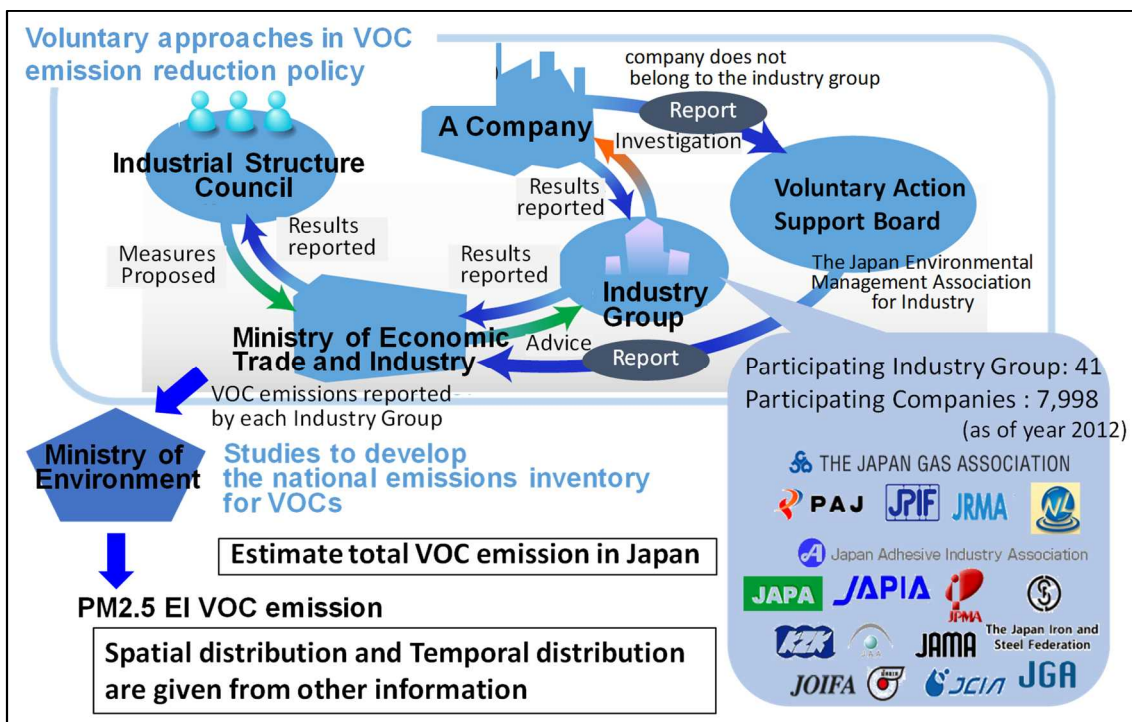 Voluntary approaches in VOC
emission reduction policy
company does not
belong to the industry group
Report
A Company
Investigation
Industrial Structure
Council
Voluntary Action
Support Board
Results
reported
Results
reported
Measures
Proposed
Results
reported
The Japan Environmental
Management Association
for Industry
Industry
Group
Ministry of Economic
Trade and Industry
Advice
Report
VOC emissions reported
by each Industry Group
Participating Industry Group: 41
Participating Companies : 7,998
(as of year 2012)
Ministry of
Environment
Studies to develop
the national emissions inventory
for VOCs
THE JAPAN GAS ASSOCIATION
PAJ JPIF JRMA NL
Japan Adhesive Industry Association
JAPA JAPIA JPMA
KZK JAMA The Japan Iron and
Steel Federation
JOIFA JCIA JGA
Estimate total VOC emission in Japan
PM2.5 EI VOC emission
Spatial distribution and Temporal distribution
are given from other information